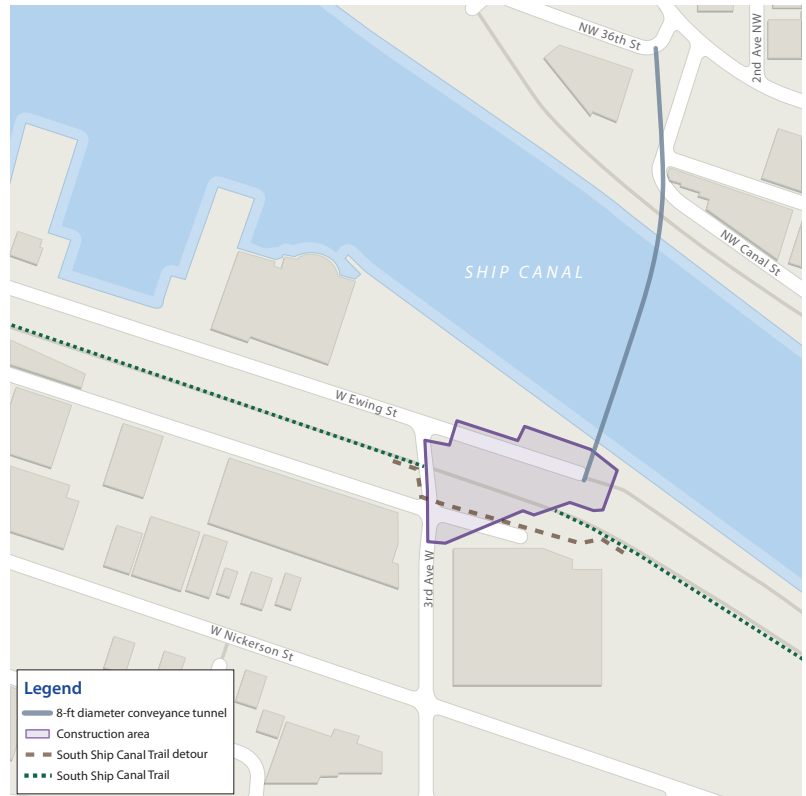 NW 36th St
2nd Ave NW
NW Canal St
SHIP CANAL
W Ewing St
3rd Ave W
W Nickerson St
Legend
8-ft diameter conveyance tunnel
Construction area
South Ship Canal Trail detour
South Ship Canal Trail